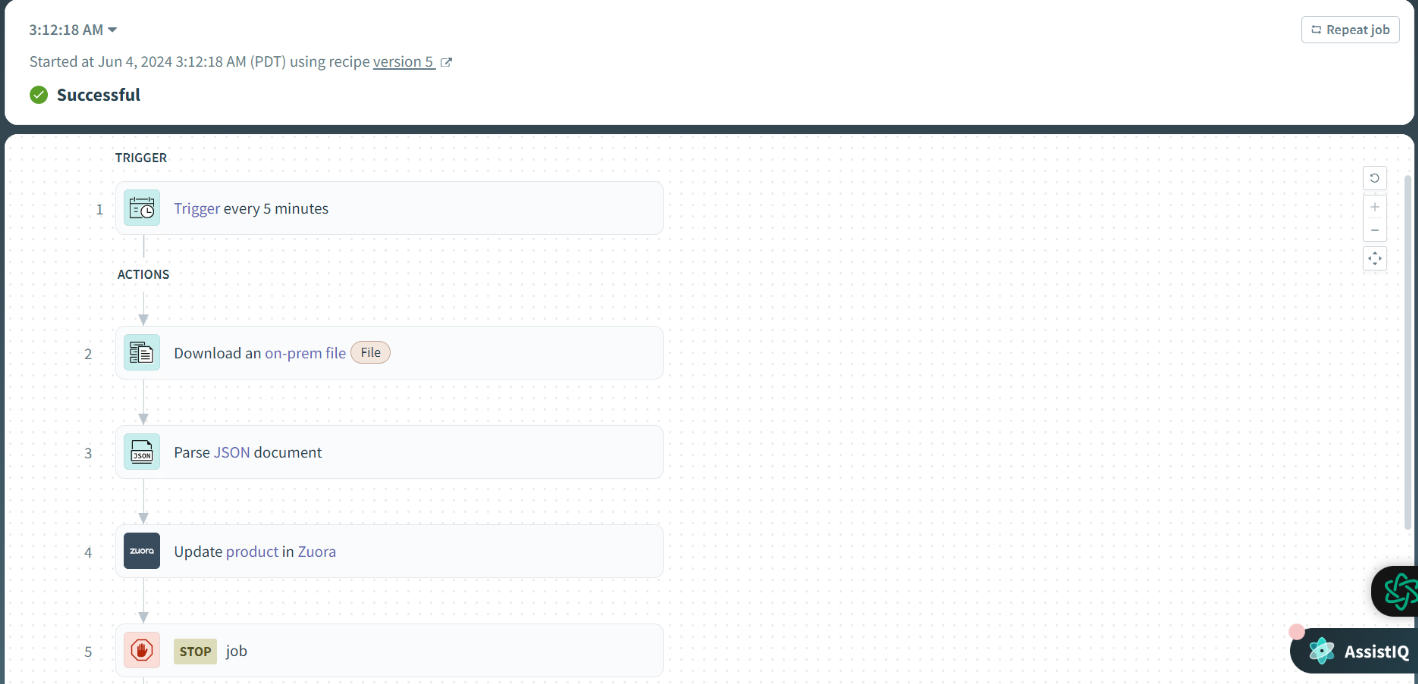 3:12:18 AM
Repeat job
Started at Jun 4, 2024 3:12:18 AM (PDT) using recipe version 5
Successful
TRIGGER
1 Trigger every 5 minutes
ACTIONS
2 Download an on-prem file File
3 JSON Parse JSON document
4 zuora Update product in Zuora
5 STOP job
AssistIQ